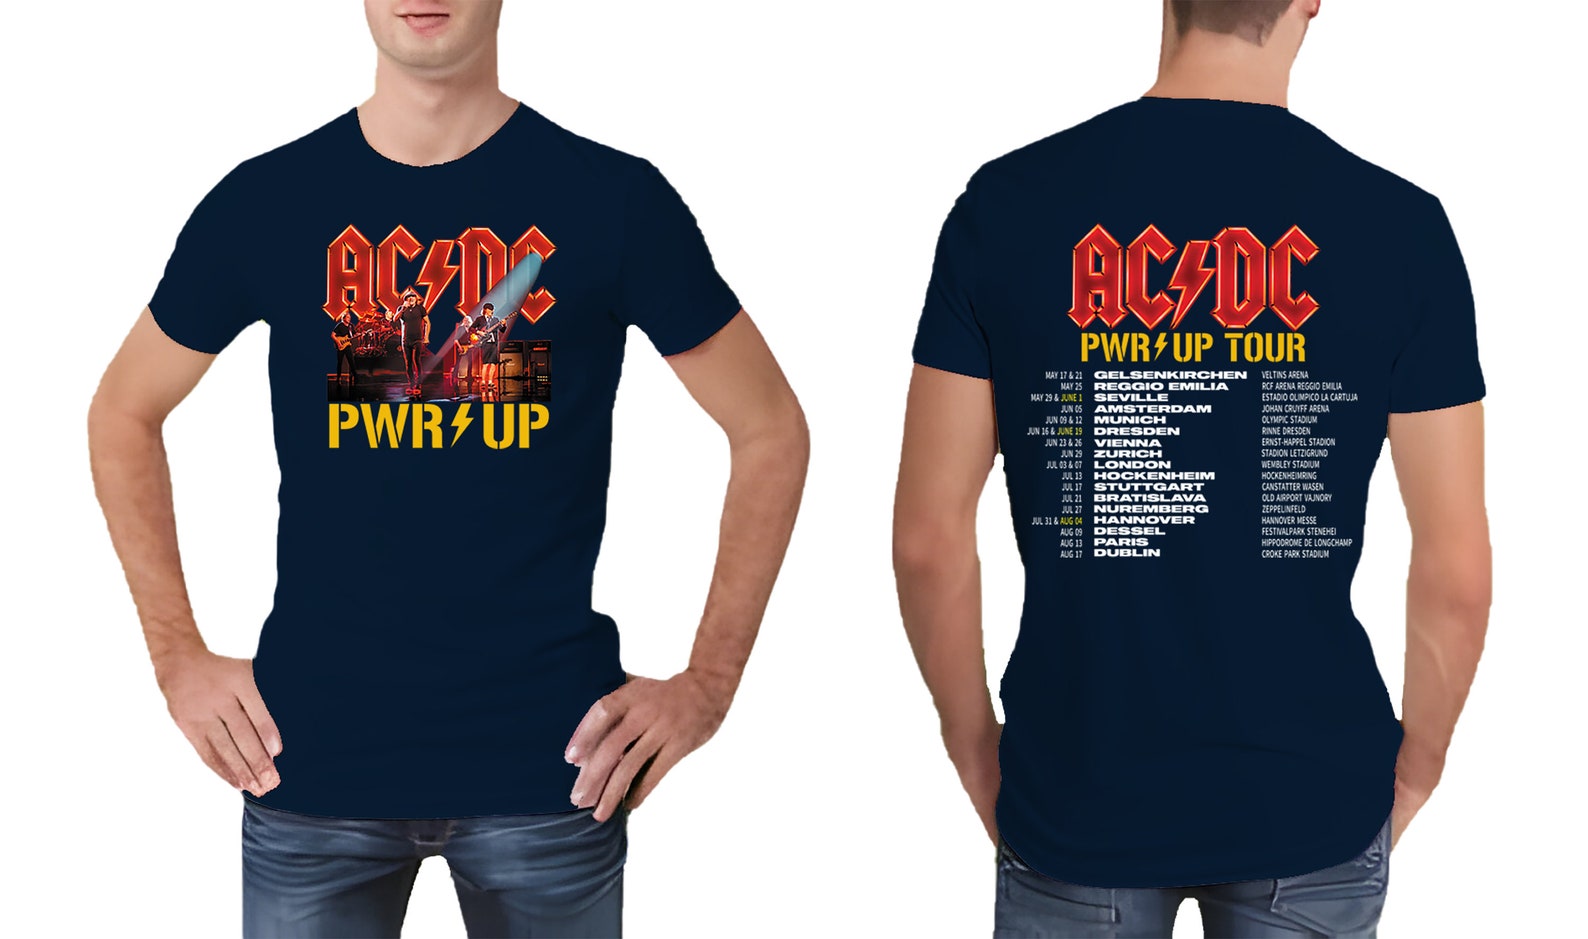 AC⚡DC
PWR⚡UP
AC⚡DC
PWR⚡UP TOUR
MAY 17 & 21 GELSENKIRCHEN VELTINS ARENA
MAY 25 REGGIO EMILIA RCF ARENA REGGIO EMILIA
MAY 29 & JUNE 1 SEVILLE ESTADIO OLIMPICO LA CARTUJA
JUN 05 AMSTERDAM JOHAN CRUYFF ARENA
JUN 09 & 12 MUNICH OLYMPIC STADIUM
JUN 16 & JUNE 19 DRESDEN RINNE DRESDEN
JUN 23 & 26 VIENNA ERNST-HAPPEL STADION
JUN 29 ZURICH STADION LETZIGRUND
JUL 03 & 07 LONDON WEMBLEY STADIUM
JUL 13 HOCKENHEIM HOCKENHEIMRING
JUL 17 STUTTGART CANSTATTER WASEN
JUL 21 BRATISLAVA OLD AIRPORT VAJNORY
JUL 27 NUREMBERG ZEPPELINFELD
JUL 31 & AUG 04 HANNOVER HANNOVER MESSE
AUG 09 DESSEL FESTIVALPARK STENEHEI
AUG 13 PARIS HIPPODROME DE LONGCHAMP
AUG 17 DUBLIN CROKE PARK STADIUM